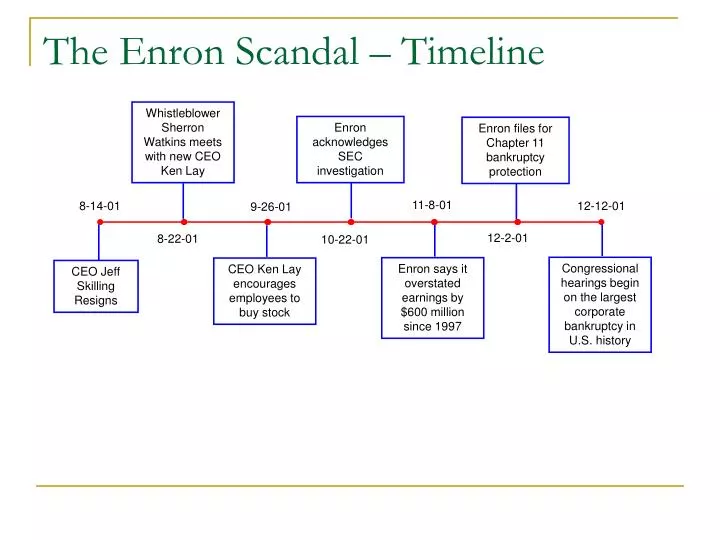 The Enron Scandal – Timeline
Whistleblower
Sherron
Watkins meets
with new CEO
Ken Lay
Enron
acknowledges
SEC
investigation
Enron files for
Chapter 11
bankruptcy
protection
8-14-01
9-26-01
11-8-01
12-12-01
8-22-01
10-22-01
12-2-01
CEO Jeff
Skilling
Resigns
CEO Ken Lay
encourages
employees to
buy stock
Enron says it
overstated
earnings by
$600 million
since 1997
Congressional
hearings begin
on the largest
corporate
bankruptcy in
U.S. history